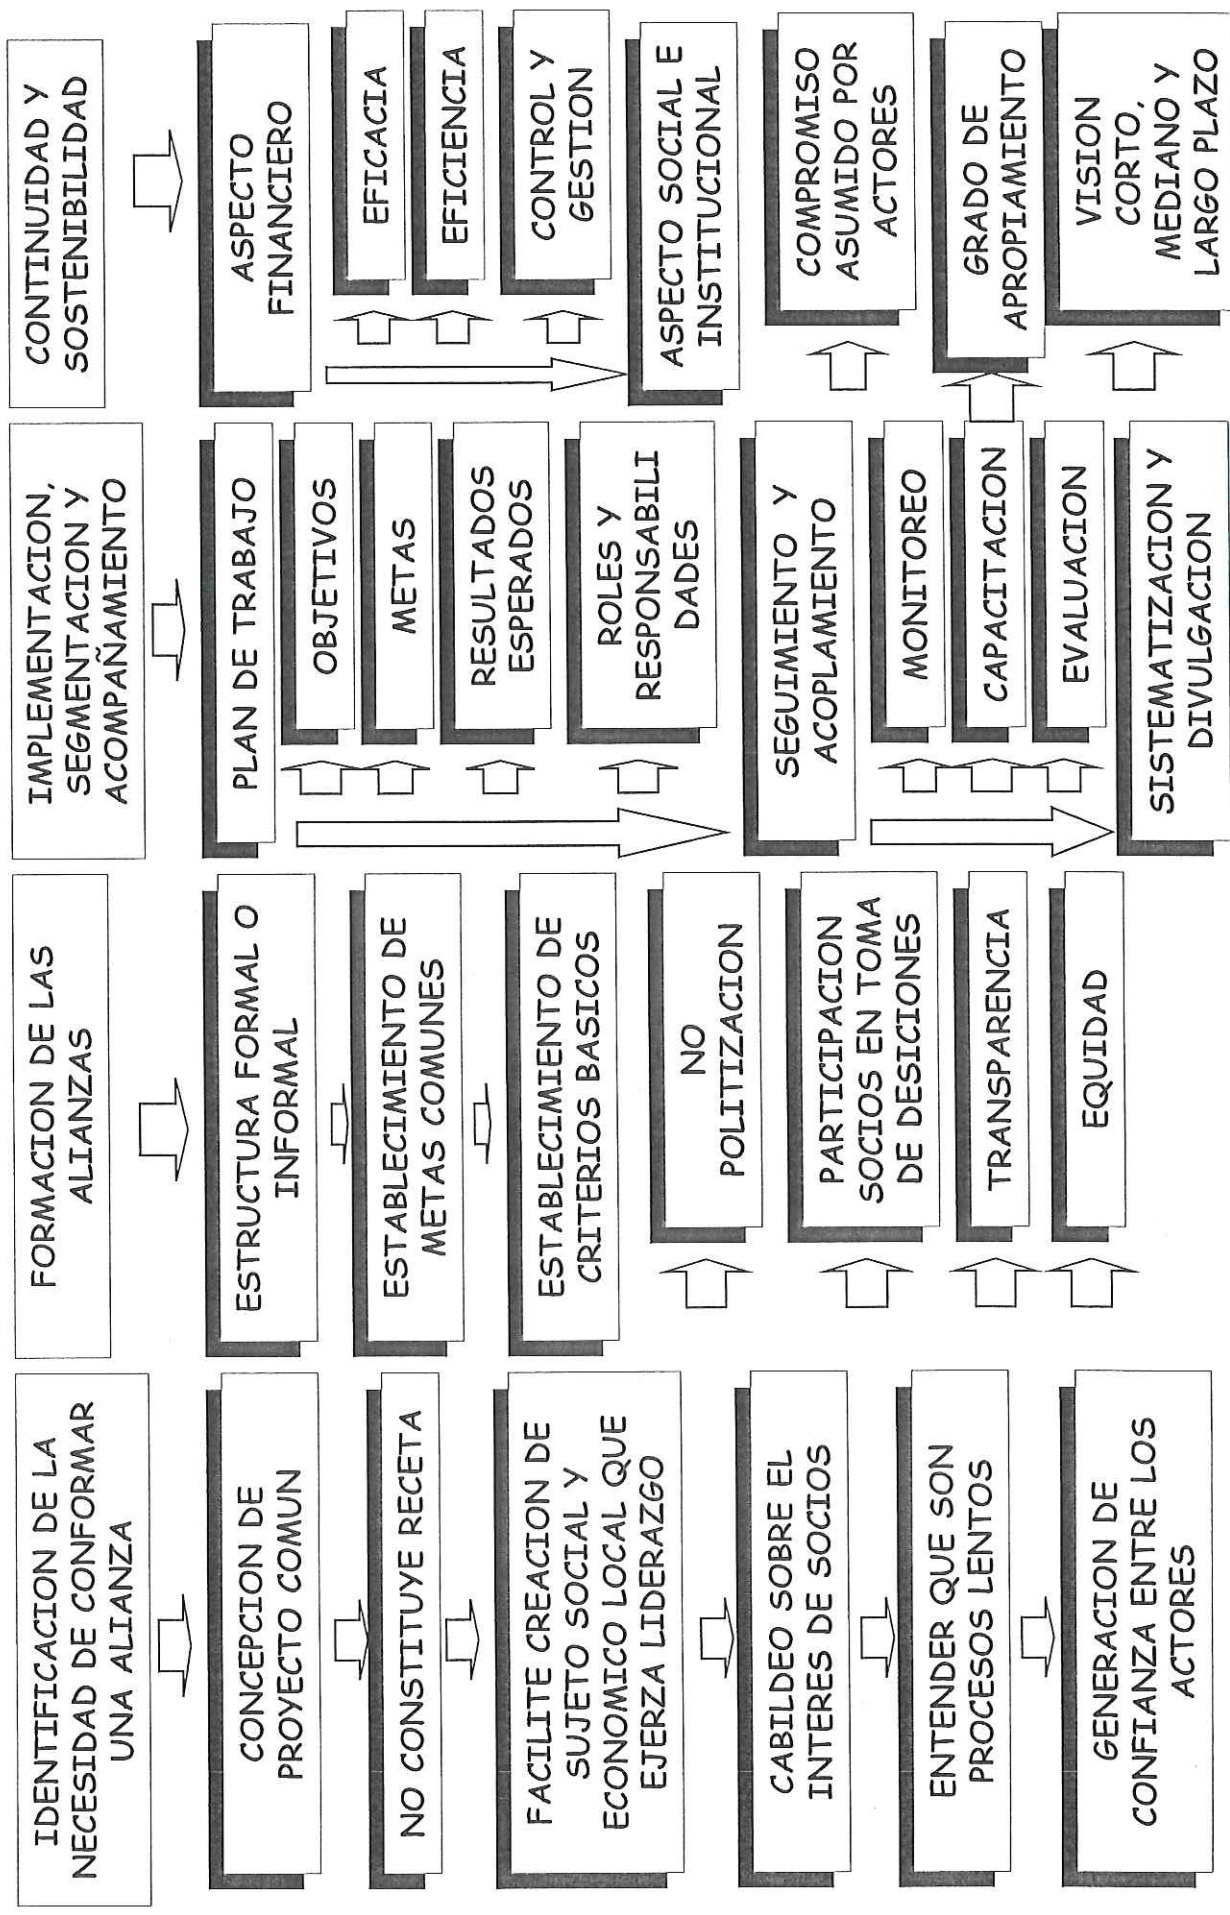 IDENTIFICACION DE LA
NECESIDAD DE CONFORMAR
UNA ALIANZA
CONCEPCION DE
PROYECTO COMUN
NO CONSTITUYE RECETA
FACILITE CREACION DE
SUJETO SOCIAL Y
ECONOMICO LOCAL QUE
EJERZA LIDERAZGO
CABILDEO SOBRE EL
INTERES DE SOCIOS
ENTENDER QUE SON
PROCESOS LENTOS
GENERACION DE
CONFIANZA ENTRE LOS
ACTORES
FORMACION DE LAS
ALIANZAS
ESTRUCTURA FORMAL O
INFORMAL
ESTABLECIMIENTO DE
METAS COMUNES
ESTABLECIMIENTO DE
CRITERIOS BASICOS
NO
POLITIZACION
PARTICIPACION
SOCIOS EN TOMA
DE DESICIONES
TRANSPARENCIA
EQUIDAD
IMPLEMENTACION,
SEGMENTACION Y
ACOMPAÑAMIENTO
PLAN DE TRABAJO
OBJETIVOS
METAS
RESULTADOS
ESPERADOS
ROLES Y
RESPONSABILI
DADES
SEGUIMIENTO Y
ACOPLAMIENTO
MONITOREO
CAPACITACION
EVALUACION
SISTEMATIZACION Y
DIVULGACION
CONTINUIDAD Y
SOSTENIBILIDAD
ASPECTO
FINANCIERO
EFICACIA
EFICIENCIA
CONTROL Y
GESTION
ASPECTO SOCIAL E
INSTITUCIONAL
COMPROMISO
ASUMIDO POR
ACTORES
GRADO DE
APROPIAMIENTO
VISION
CORTO,
MEDIANO Y
LARGO PLAZO